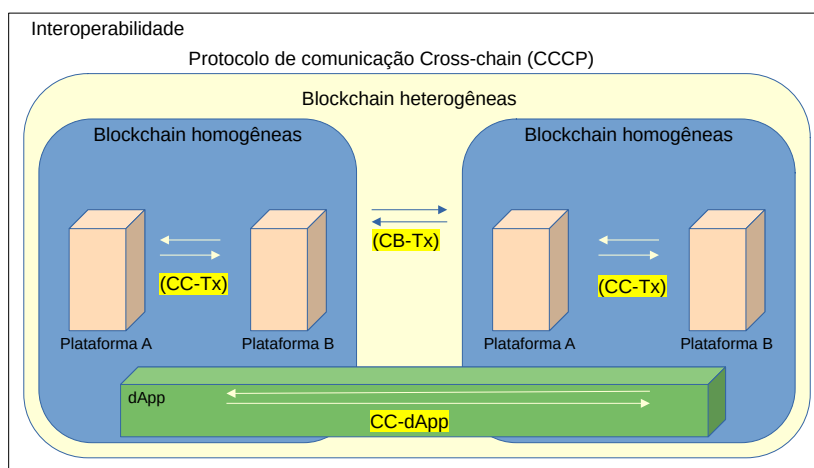 Interoperabilidade
Protocolo de comunicação Cross-chain (CCCP)
Blockchain heterogêneas
Blockchain homogêneas
Blockchain homogêneas
(CB-Tx)
(CC-Tx)
(CC-Tx)
Plataforma A
Plataforma B
Plataforma A
Plataforma B
dApp
CC-dApp